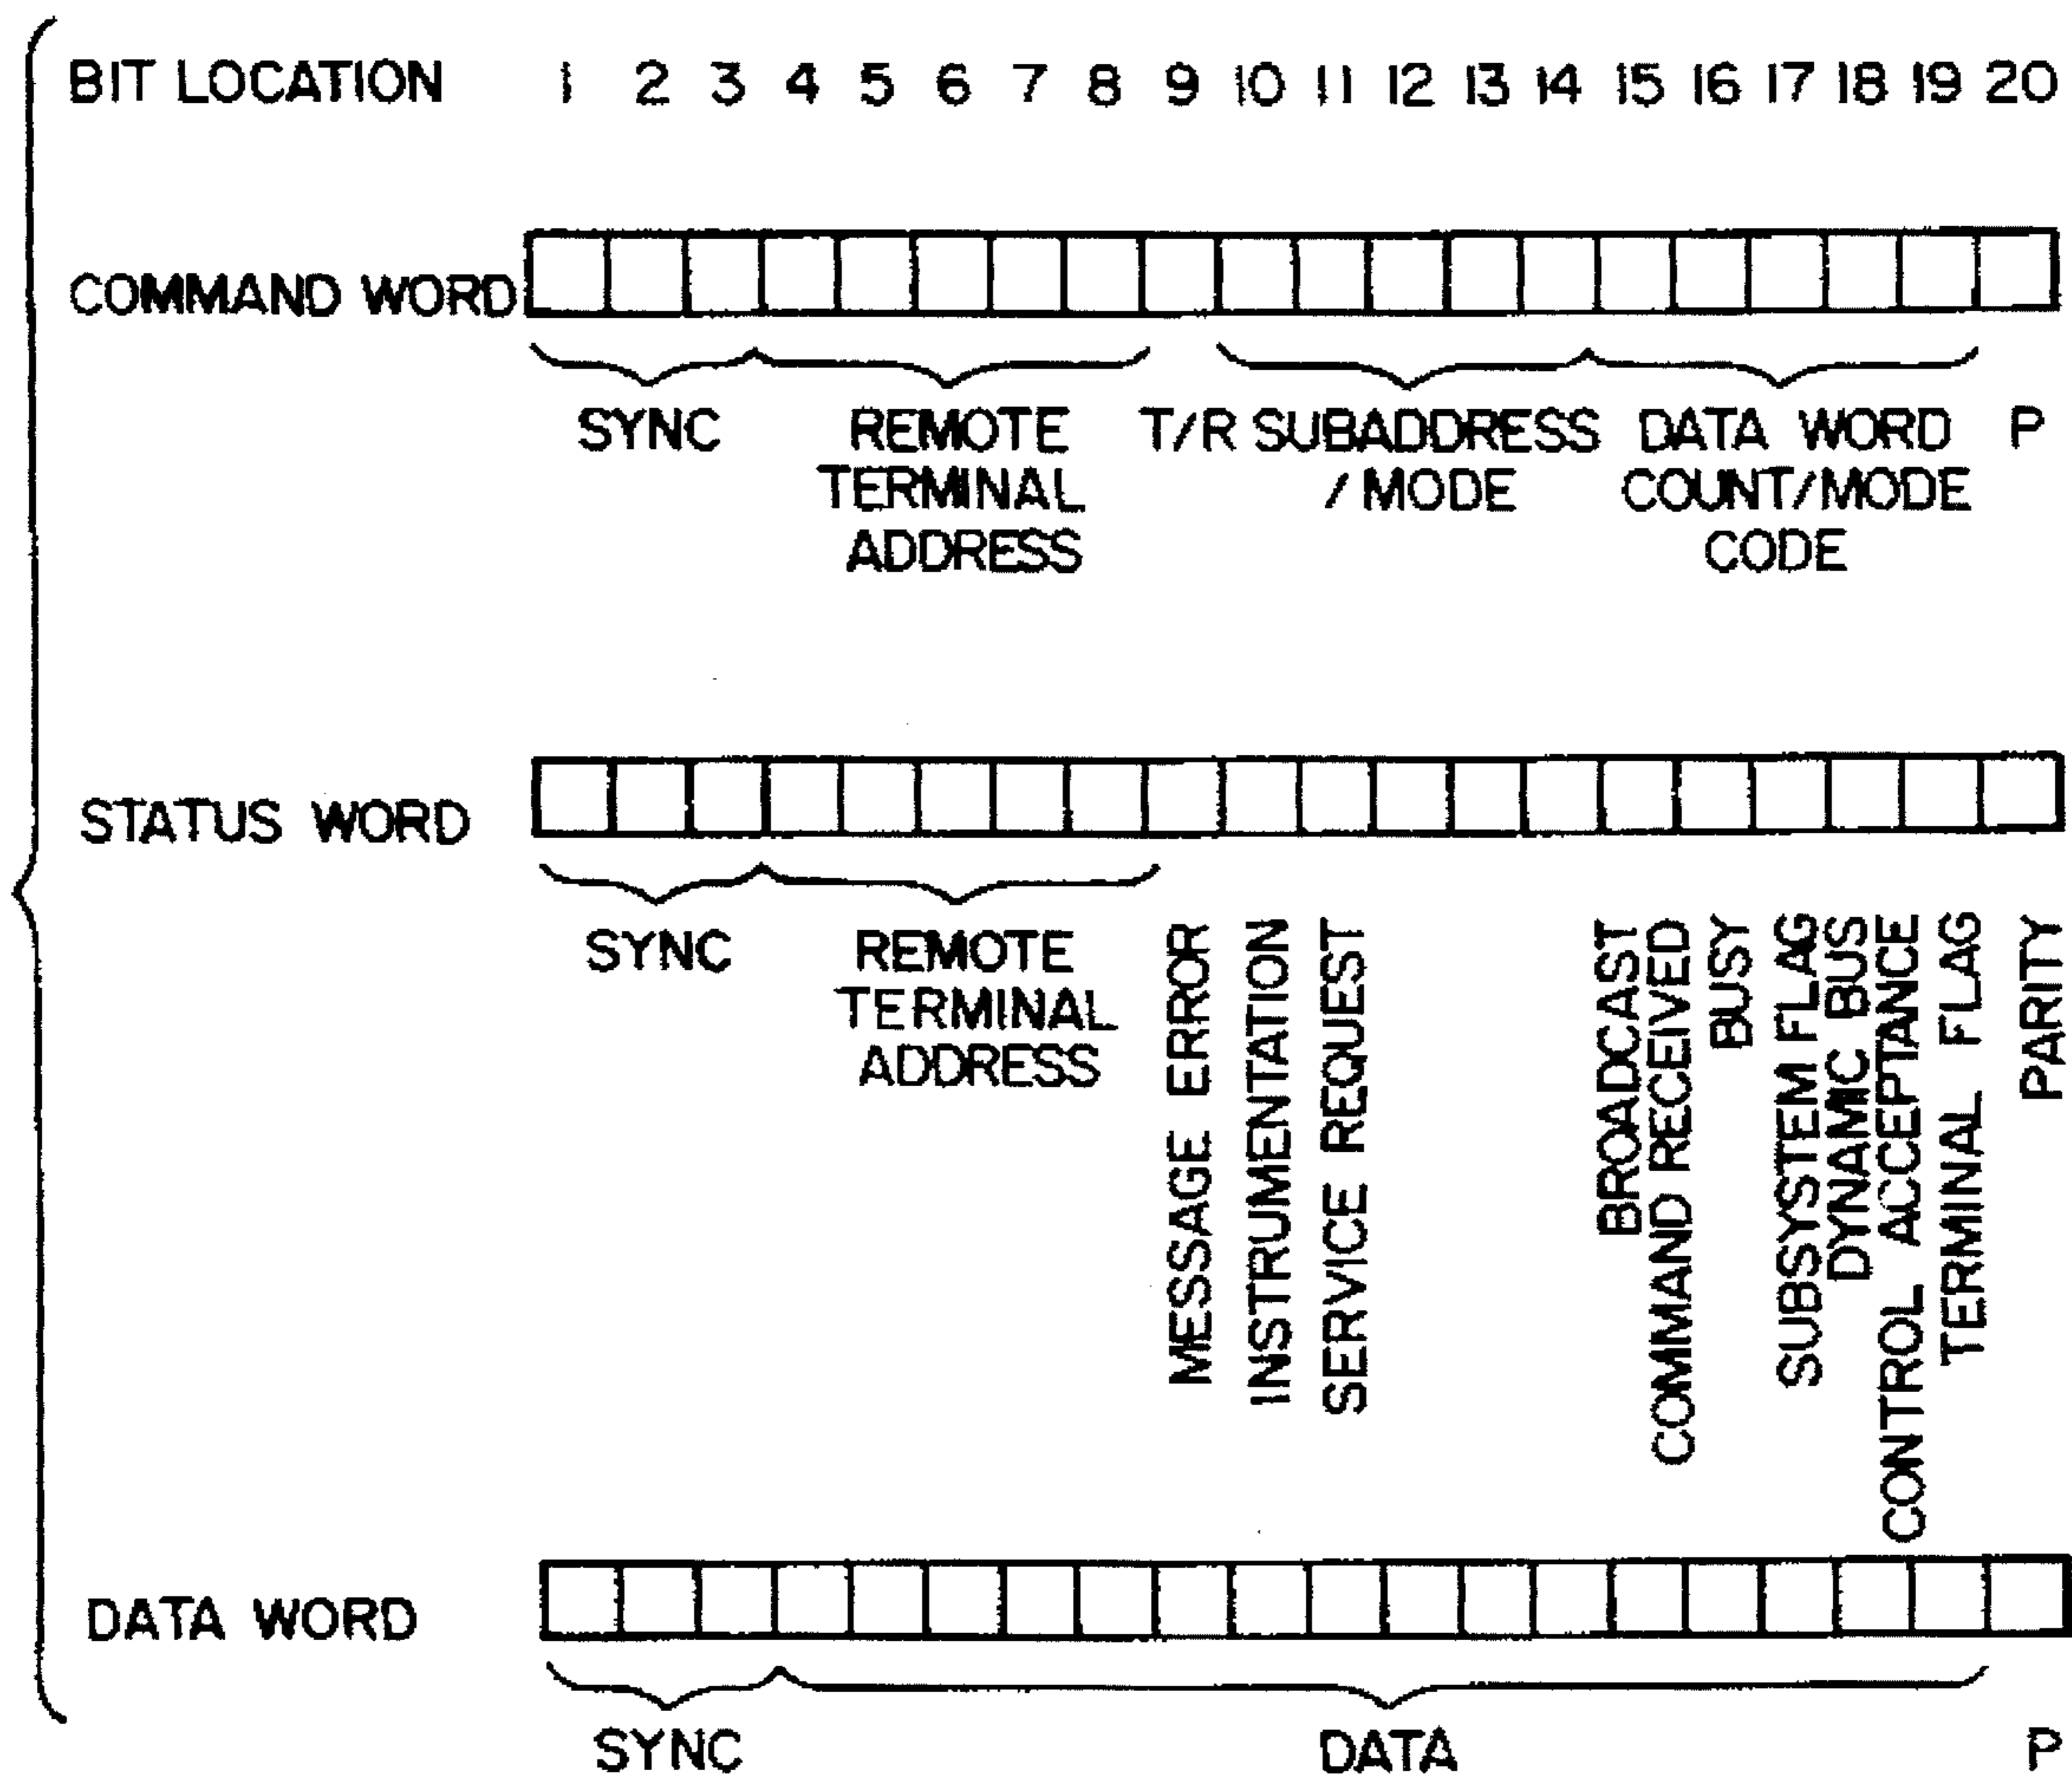 BIT LOCATION 1 2 3 4 5 6 7 8 9 10 11 12 13 14 15 16 17 18 19 20
COMMAND WORD
SYNC REMOTE T/R SUBADDRESS DATA WORD P
TERMINAL / MODE COUNT/MODE
ADDRESS CODE
STATUS WORD
SYNC REMOTE
TERMINAL
ADDRESS
MESSAGE ERROR
INSTRUMENTATION
SERVICE REQUEST
BROADCAST
COMMAND RECEIVED
BUSY
SUBSYSTEM FLAG
DYNAMIC BUS
CONTROL ACCEPTANCE
TERMINAL FLAG
PARITY
DATA WORD
SYNC DATA P